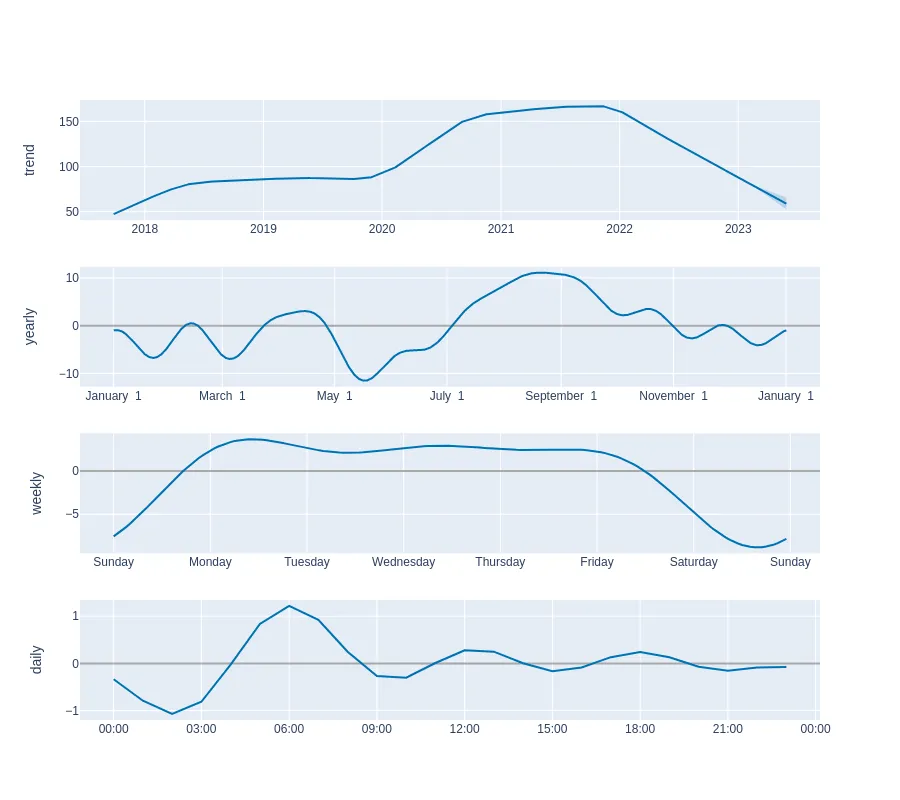 trend
150
100
50
2018 2019 2020 2021 2022 2023
yearly
10
0
−10
January 1 March 1 May 1 July 1 September 1 November 1 January 1
weekly
0
−5
Sunday Monday Tuesday Wednesday Thursday Friday Saturday Sunday
daily
1
0
−1
00:00 03:00 06:00 09:00 12:00 15:00 18:00 21:00 00:00